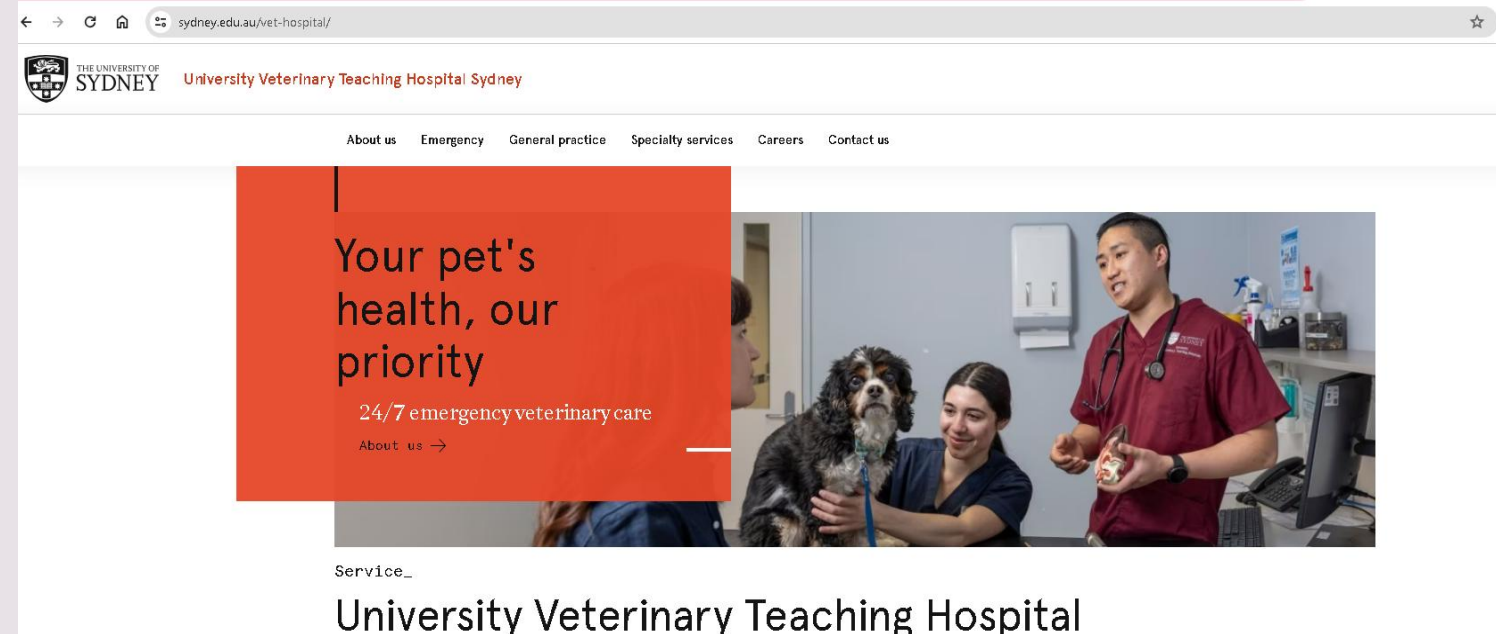 sydney.edu.au/vet-hospital/
THE UNIVERSITY OF
SYDNEY
University Veterinary Teaching Hospital Sydney
About us Emergency General practice Specialty services Careers Contact us
Your pet's
health, our
priority
24/7 emergency veterinary care
About us →
Service_
University Veterinary Teaching Hospital